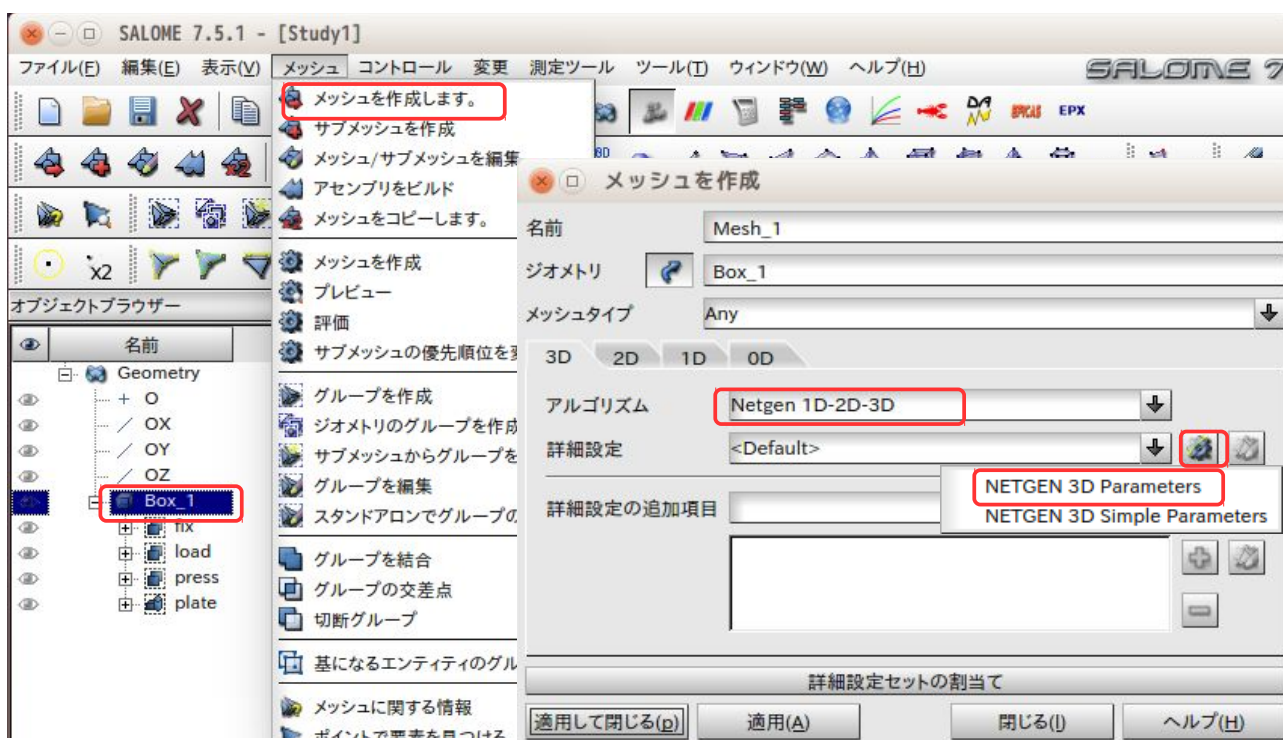 SALOME 7.5.1 - [Study1]
ファイル(F) 編集(E) 表示(V) メッシュ コントロール 変更 測定ツール ツール(T) ウィンドウ(W) ヘルプ(H)
SALOME 7
メッシュを作成します。
サブメッシュを作成
メッシュ/サブメッシュを編集
アセンブリをビルド
メッシュをコピーします。
メッシュを作成
プレビュー
評価
サブメッシュの優先順位を
グループを作成
ジオメトリのグループを作成
サブメッシュからグループを
グループを編集
スタンドアロンでグループの
グループを結合
グループの交差点
切断グループ
基になるエンティティのグル
メッシュに関する情報
ポイントで要素を見つける
EPX
x2
オブジェクトブラウザー
名前
Geometry
O
OX
OY
OZ
Box_1
fix
load
press
plate
メッシュを作成
名前 Mesh_1
ジオメトリ Box_1
メッシュタイプ Any
3D 2D 1D 0D
アルゴリズム Netgen 1D-2D-3D
詳細設定 <Default>
NETGEN 3D Parameters
NETGEN 3D Simple Parameters
詳細設定の追加項目
詳細設定セットの割当て
適用して閉じる(p) 適用(A) 閉じる(l) ヘルプ(H)